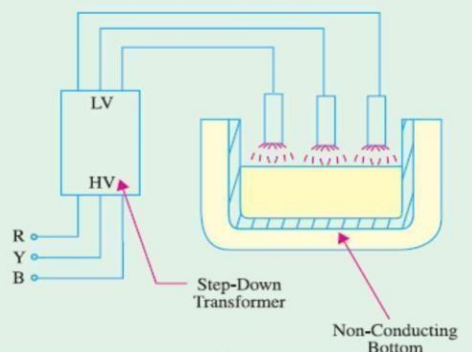 LV
HV
R
Y
B
Step-Down
Transformer
Non-Conducting
Bottom